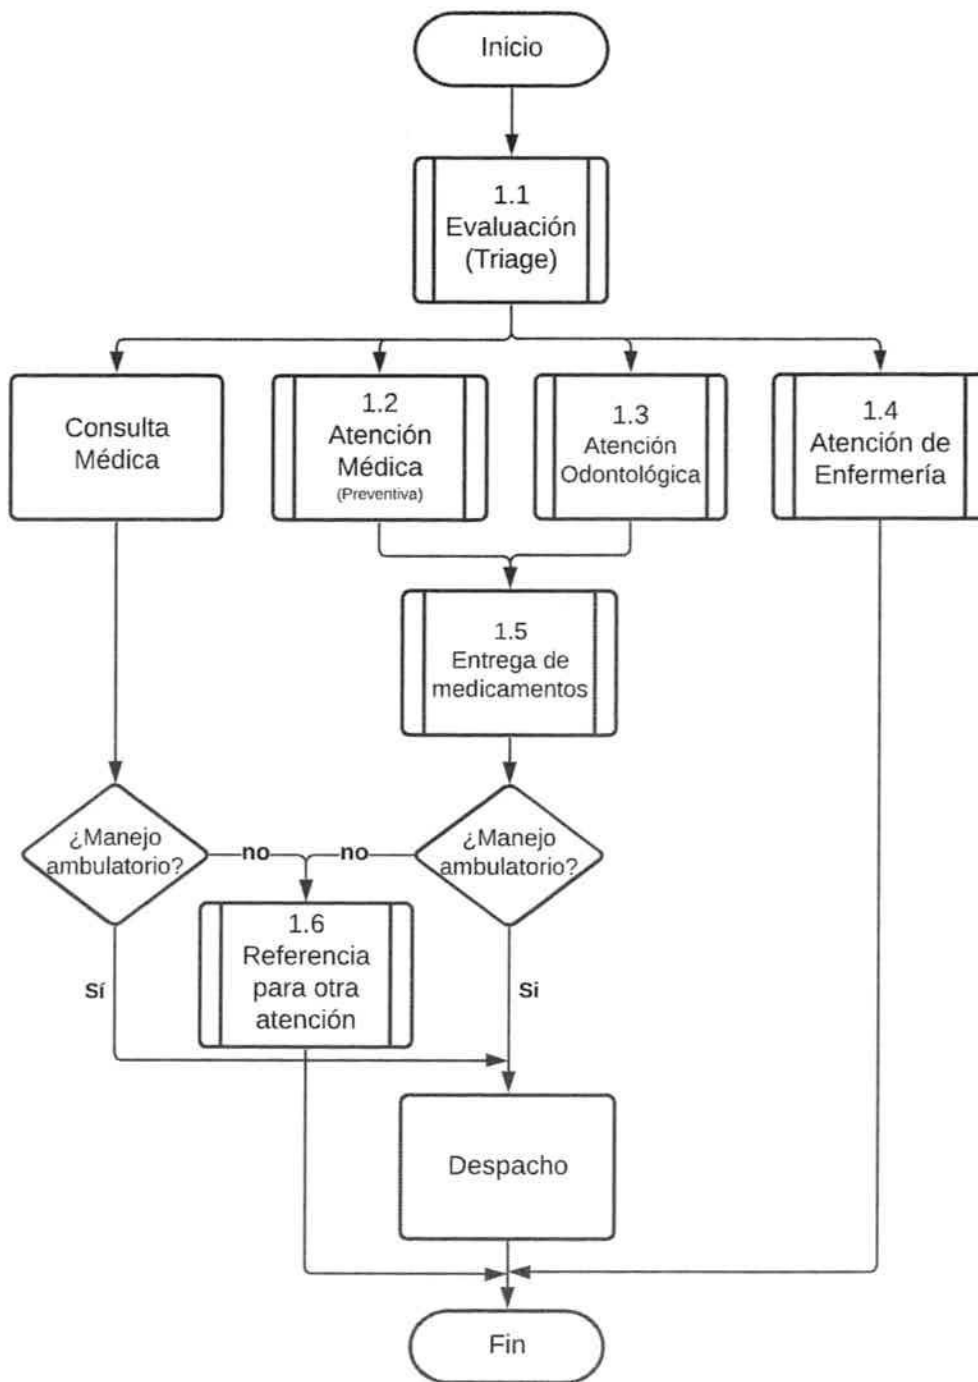 Início
1.1
Evaluación
(Triage)
Consulta
Médica
1.2
Atención
Médica
(Preventiva)
1.3
Atención
Odontológica
1.4
Atención de
Enfermería
1.5
Entrega de
medicamentos
¿Manejo
ambulatorio?
no
no
¿Manejo
ambulatorio?
1.6
Referencia
para otra
atención
Sí
Si
Despacho
Fin